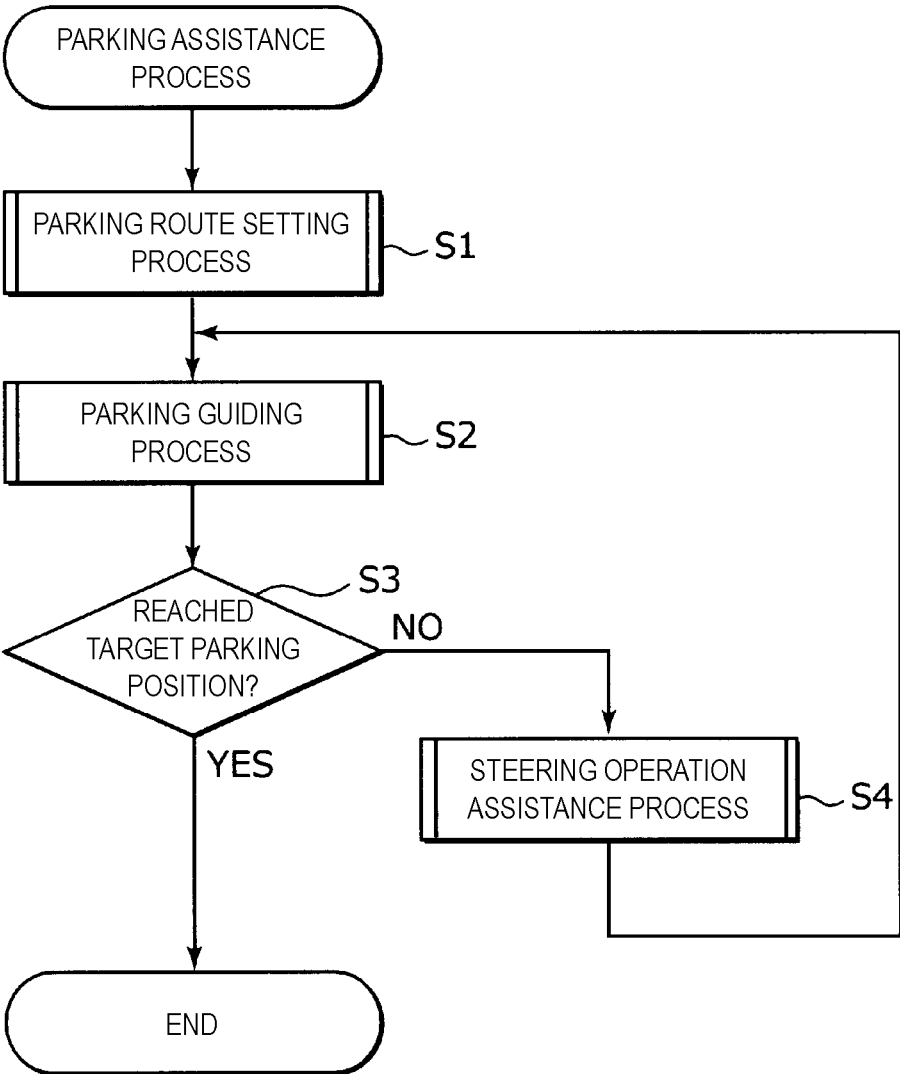 PARKING ASSISTANCE
PROCESS
PARKING ROUTE SETTING
PROCESS
S1
PARKING GUIDING
PROCESS
S2
S3
REACHED
TARGET PARKING
POSITION?
NO
YES
STEERING OPERATION
ASSISTANCE PROCESS
S4
END